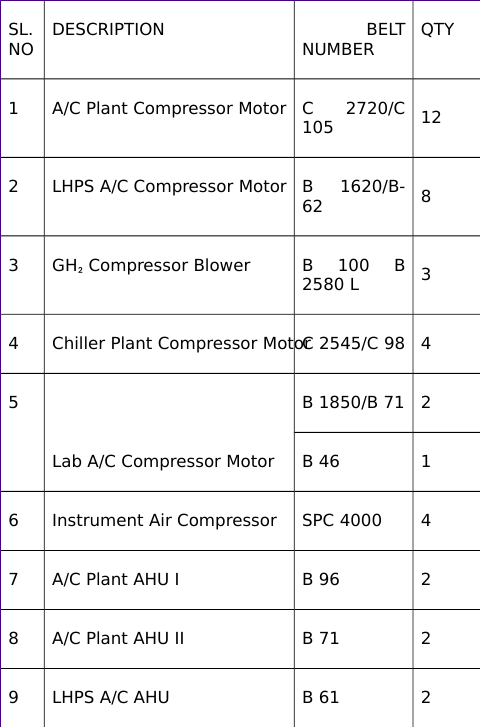 SL. NO DESCRIPTION BELT NUMBER QTY
1 A/C Plant Compressor Motor C 2720/C 105 12
2 LHPS A/C Compressor Motor B 1620/B-62 8
3 GH₂ Compressor Blower B 100 B 2580 L 3
4 Chiller Plant Compressor Motor C 2545/C 98 4
5 B 1850/B 71 2
Lab A/C Compressor Motor B 46 1
6 Instrument Air Compressor SPC 4000 4
7 A/C Plant AHU I B 96 2
8 A/C Plant AHU II B 71 2
9 LHPS A/C AHU B 61 2